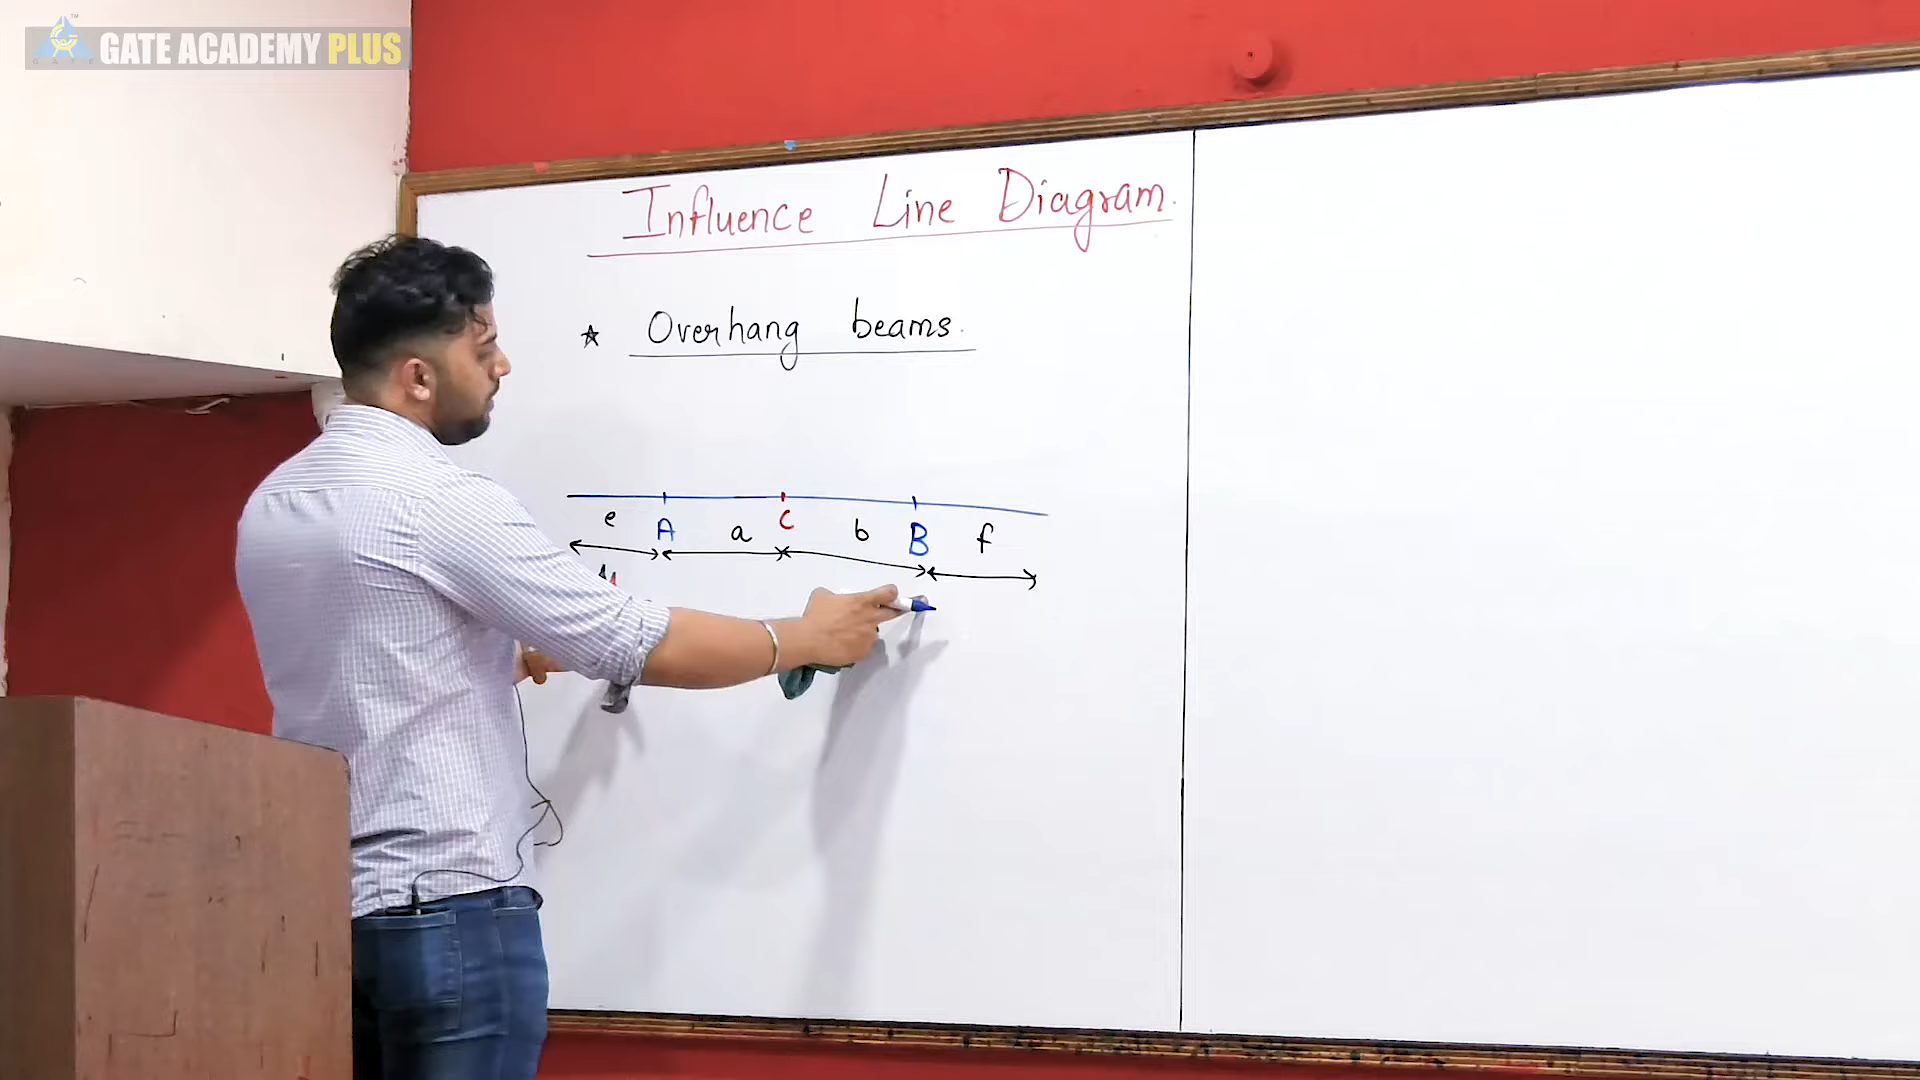 GATE ACADEMY PLUS
Influence Line Diagram.
★ Overhang beams.
e A a C b B f